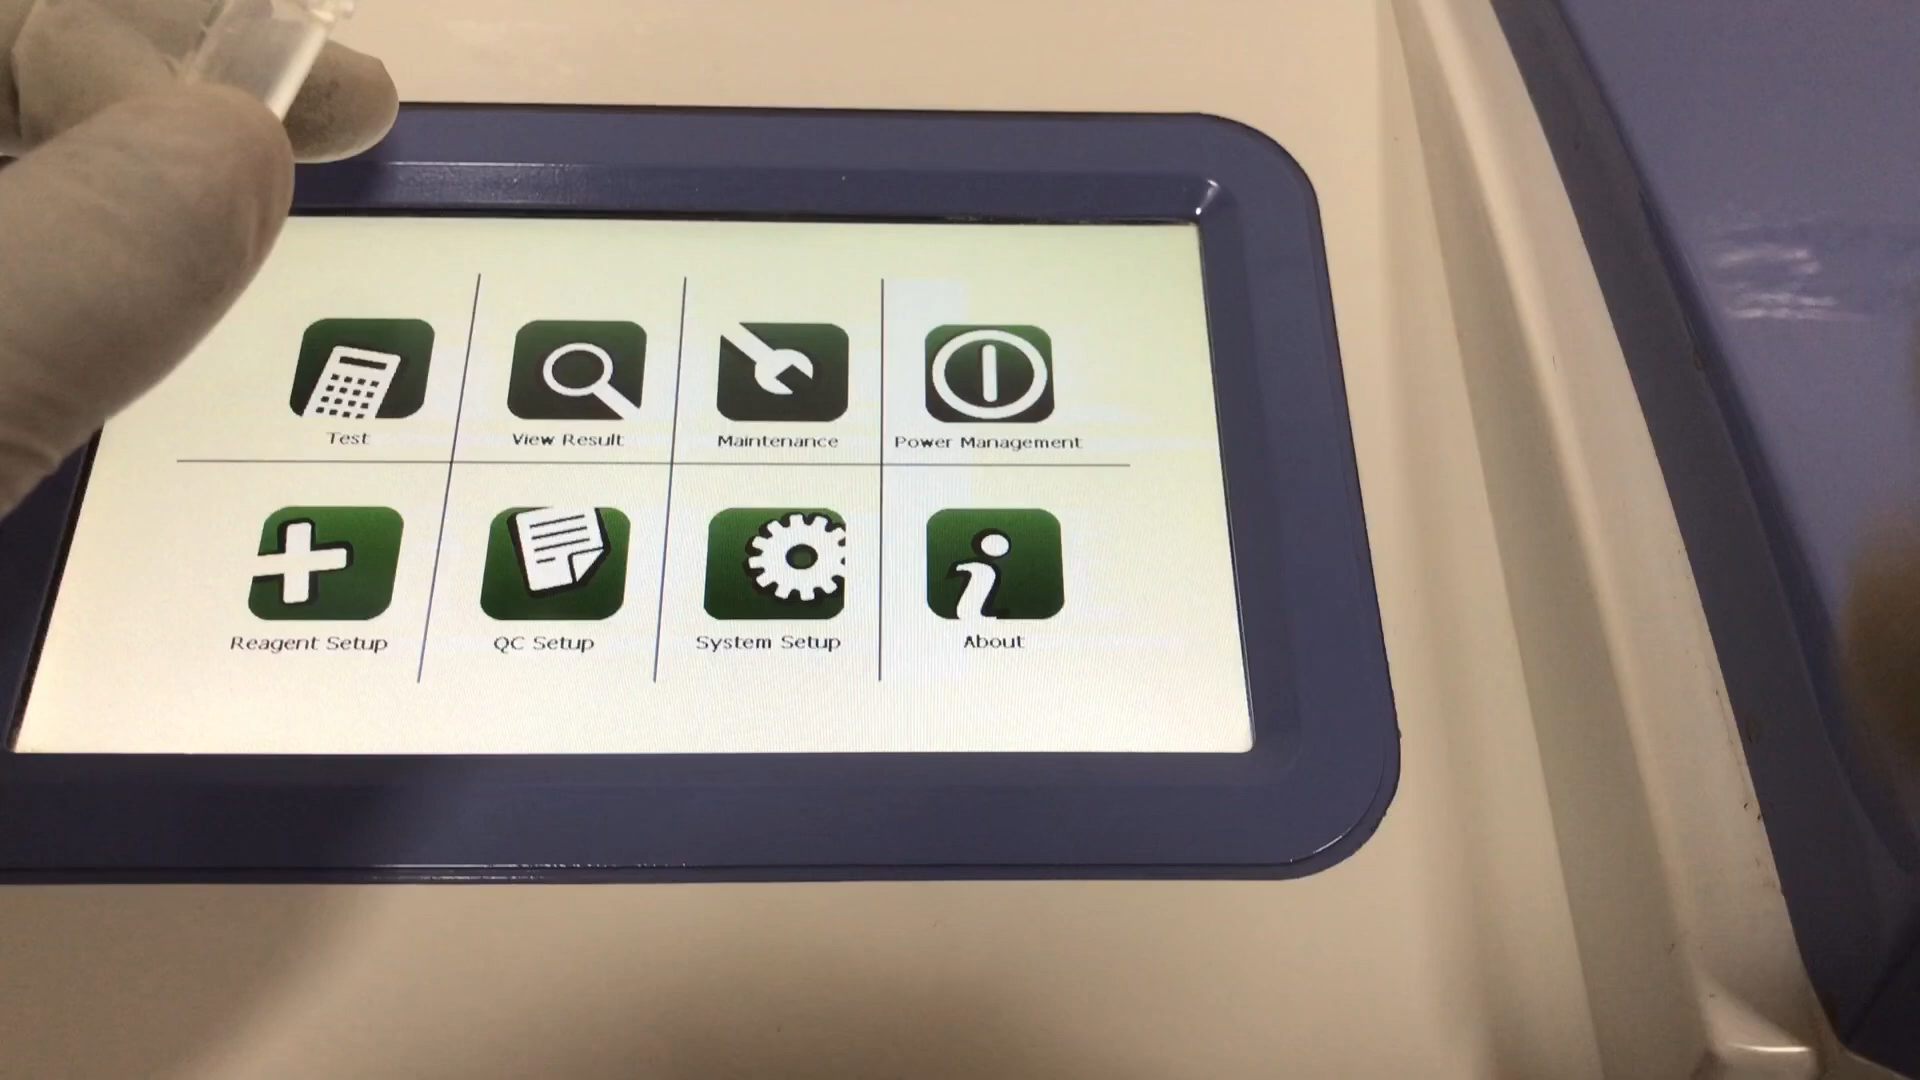 Test
View Result
Maintenance
Power Management
Reagent Setup
QC Setup
System Setup
About